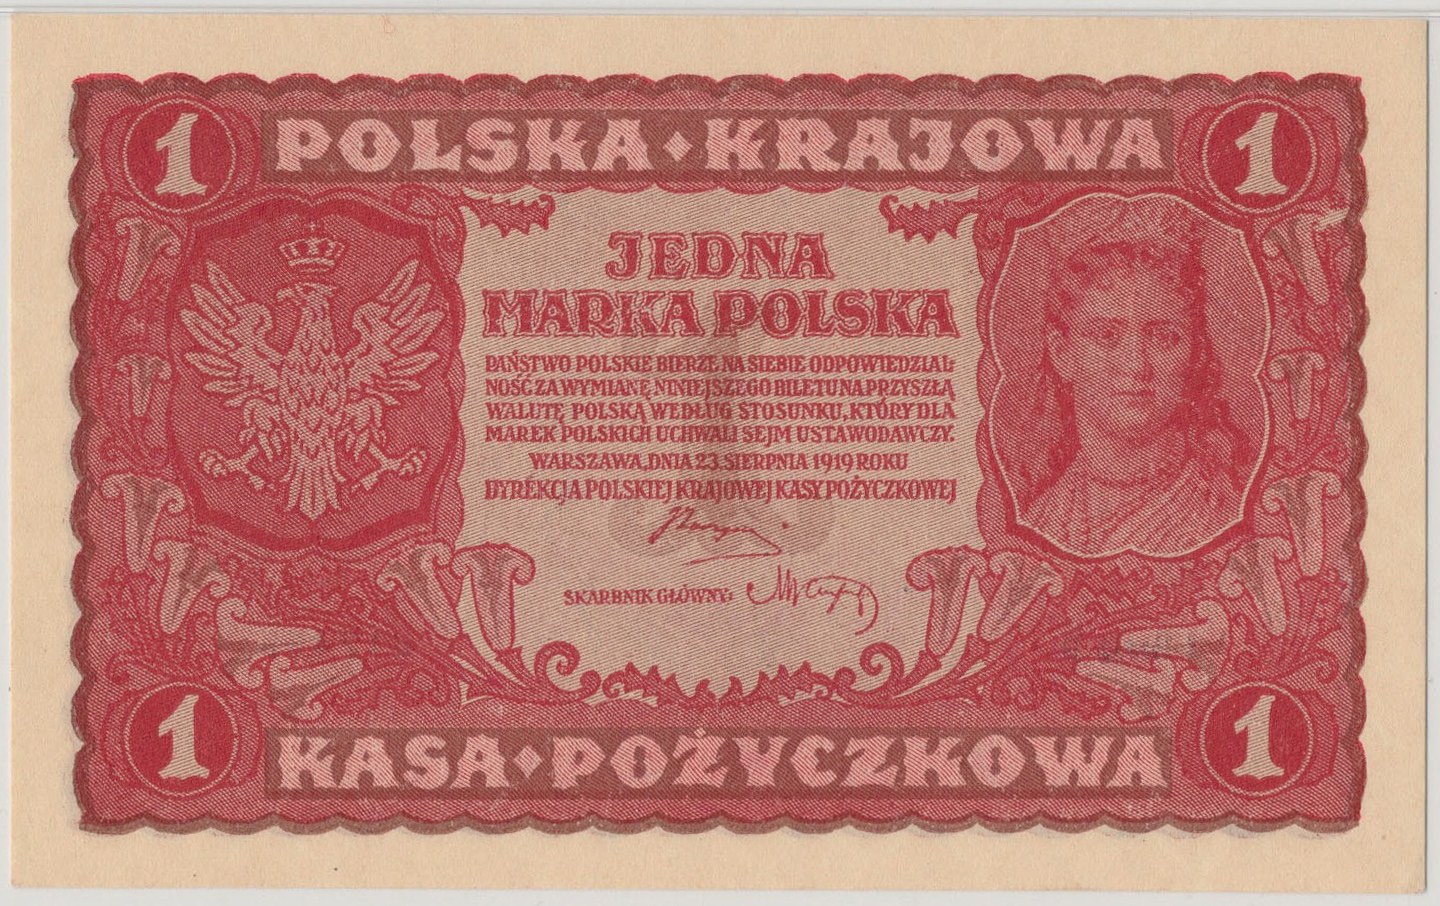 1 POLSKA · KRAJOWA 1
JEDNA
MARKA POLSKA
PAŃSTWO POLSKIE BIERZE NA SIEBIE ODPOWIEDZIAL-
NOŚĆ ZA WYMIANĘ NINIEJSZEGO BILETU NA PRZYSZŁĄ
WALUTĘ POLSKĄ WEDŁUG STOSUNKU, KTÓRY DLA
MAREK POLSKICH UCHWALI SEJM USTAWODAWCZY.
WARSZAWA, DNIA 23. SIERPNIA 1919 ROKU
DYREKCJA POLSKIEJ KRAJOWEJ KASY POŻYCZKOWEJ
SKARBNIK GŁÓWNY:
1 KASA · POŻYCZKOWA 1